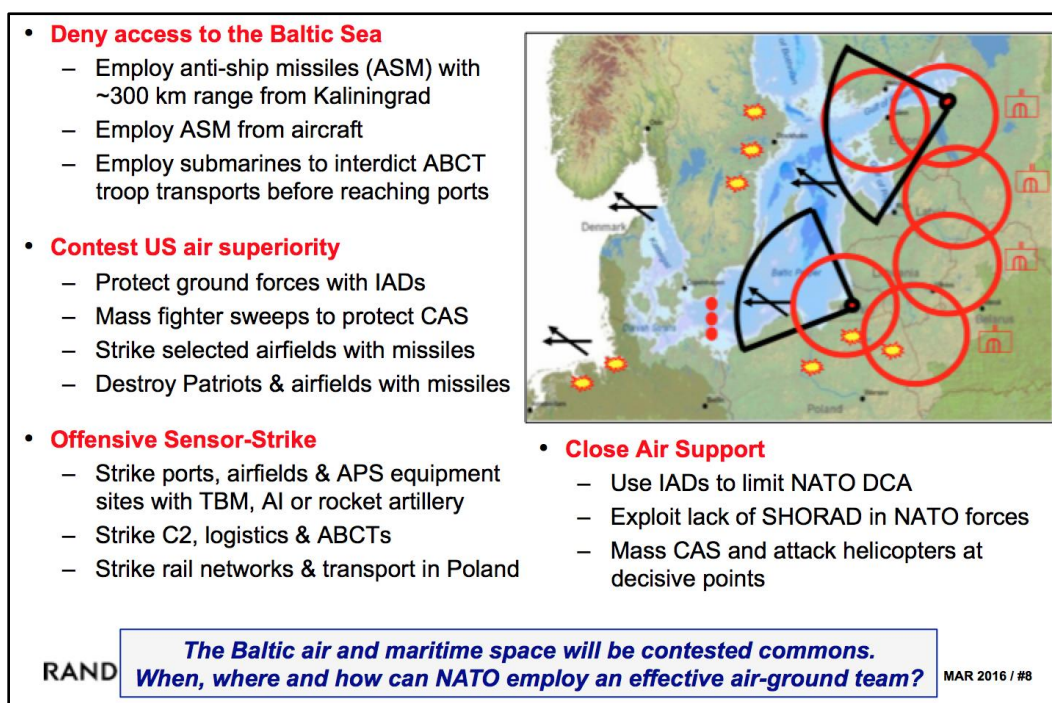 • Deny access to the Baltic Sea
– Employ anti-ship missiles (ASM) with
~300 km range from Kaliningrad
– Employ ASM from aircraft
– Employ submarines to interdict ABCT
troop transports before reaching ports
• Contest US air superiority
– Protect ground forces with IADs
– Mass fighter sweeps to protect CAS
– Strike selected airfields with missiles
– Destroy Patriots & airfields with missiles
• Offensive Sensor-Strike
– Strike ports, airfields & APS equipment
sites with TBM, AI or rocket artillery
– Strike C2, logistics & ABCTs
– Strike rail networks & transport in Poland
Stockholm
Denmark
Copenhagen
Latvia
Lithuania
Belarus
Poland
• Close Air Support
– Use IADs to limit NATO DCA
– Exploit lack of SHORAD in NATO forces
– Mass CAS and attack helicopters at
decisive points
RAND
The Baltic air and maritime space will be contested commons.
When, where and how can NATO employ an effective air-ground team?
MAR 2016 / #8